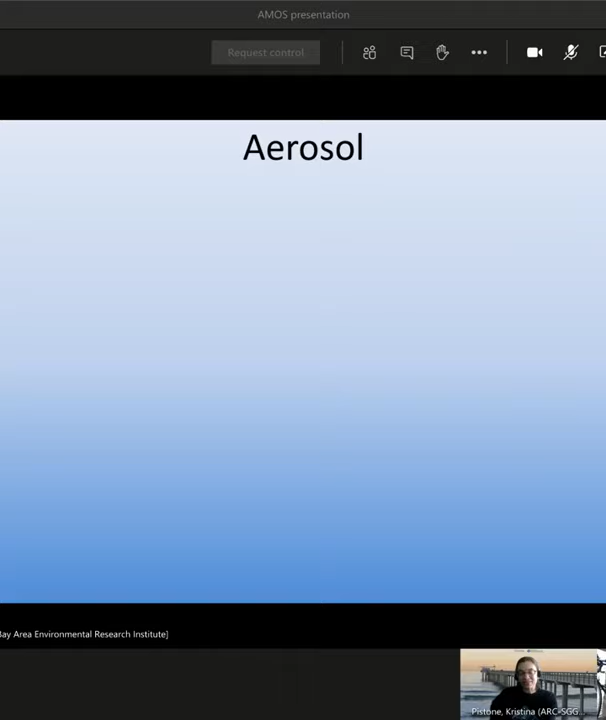 AMOS presentation
Request control
Aerosol
Bay Area Environmental Research Institute]
Pistone, Kristina (ARC-SGG...